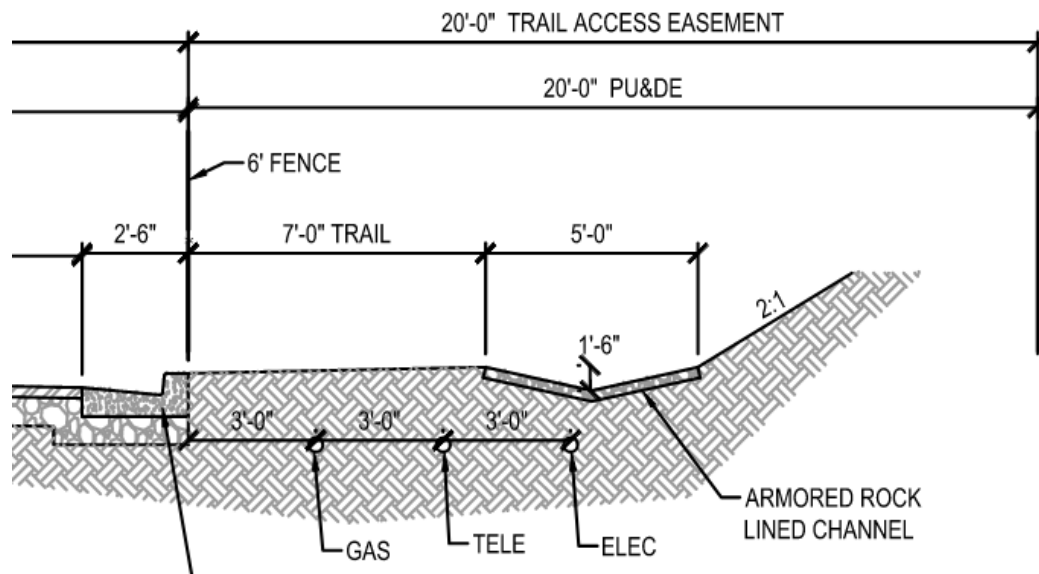 20'-0" TRAIL ACCESS EASEMENT
20'-0" PU&DE
6' FENCE
2'-6"
7'-0" TRAIL
5'-0"
2:1
1'-6"
3'-0"
3'-0"
3'-0"
GAS
TELE
ELEC
ARMORED ROCK
LINED CHANNEL